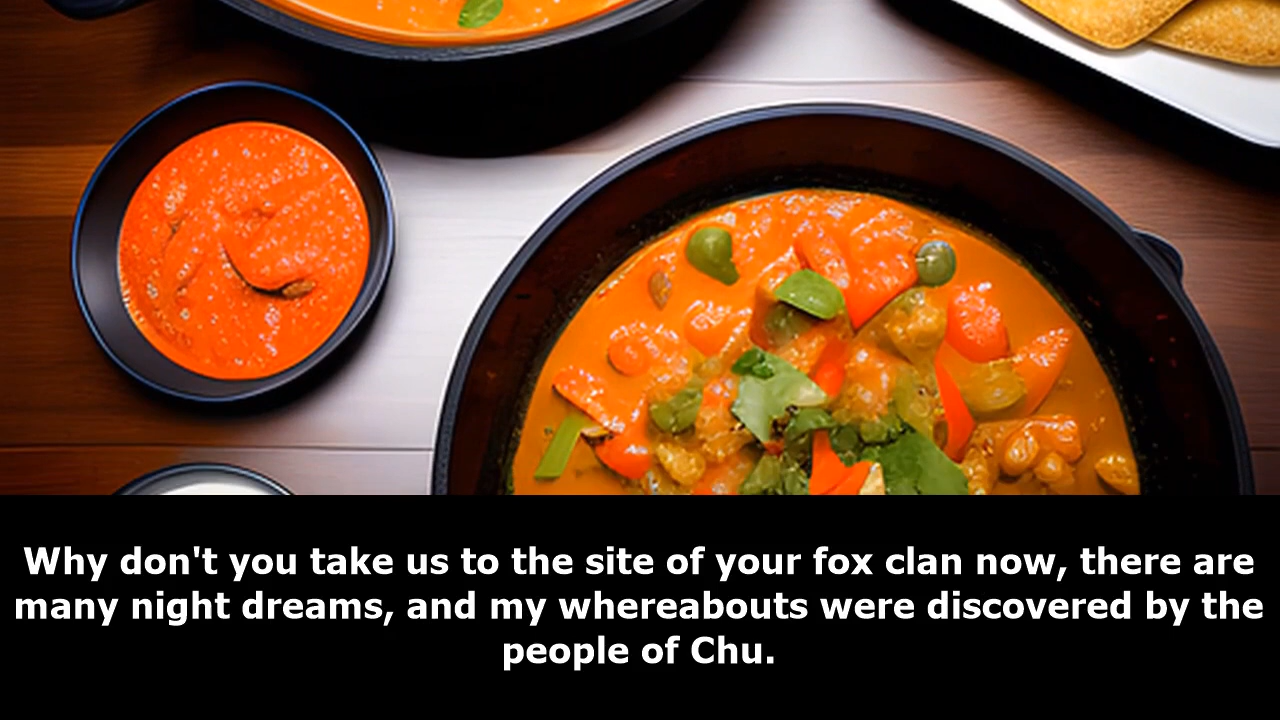 Why don't you take us to the site of your fox clan now, there are
many night dreams, and my whereabouts were discovered by the
people of Chu.